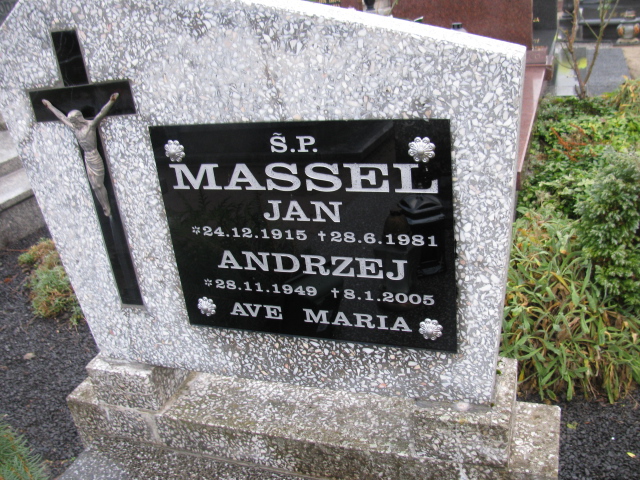 Š.P.
MASSEL
JAN
*24.12.1915 †28.6.1981
ANDRZEJ
*28.11.1949 †8.1.2005
AVE MARIA